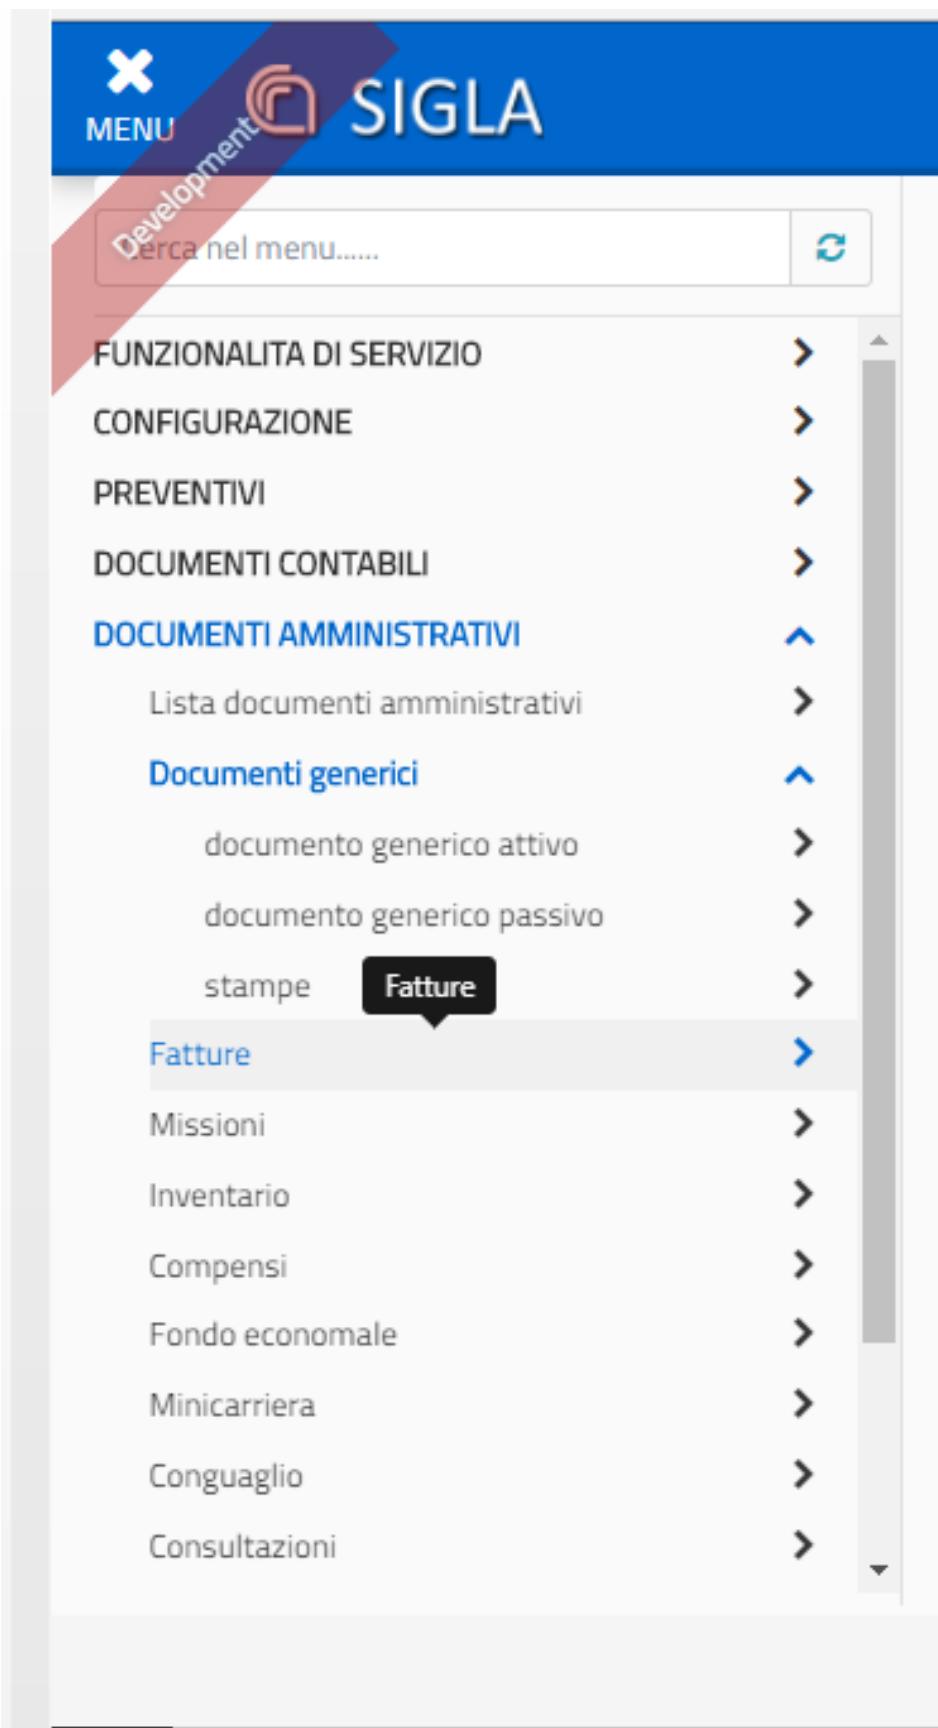 MENU
SIGLA
Development
Cerca nel menu......
FUNZIONALITA DI SERVIZIO
CONFIGURAZIONE
PREVENTIVI
DOCUMENTI CONTABILI
DOCUMENTI AMMINISTRATIVI
Lista documenti amministrativi
Documenti generici
documento generico attivo
documento generico passivo
stampe
Fatture
Fatture
Missioni
Inventario
Compensi
Fondo economale
Minicarriera
Conguaglio
Consultazioni